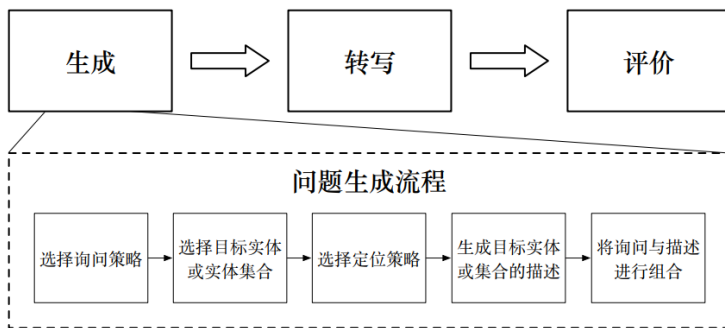 生成
转写
评价
问题生成流程
选择询问策略
选择目标实体
或实体集合
选择定位策略
生成目标实体
或集合的描述
将询问与描述
进行组合